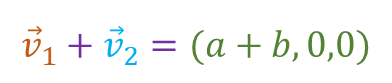 v⃗₁ + v⃗₂ = (a + b, 0,0)